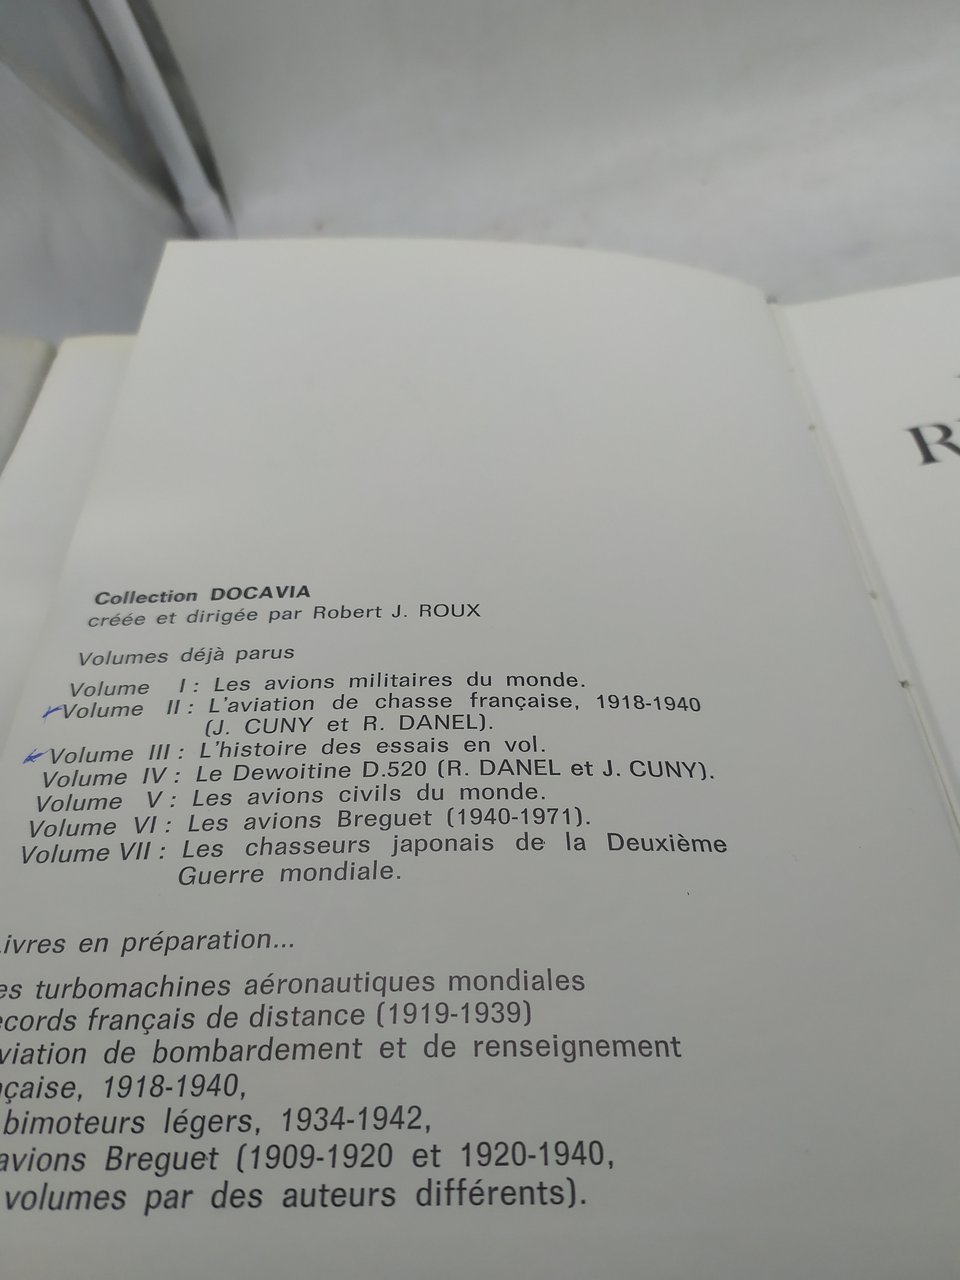 Collection DOCAVIA
créée et dirigée par Robert J. ROUX
Volumes déjà parus
Volume I : Les avions militaires du monde.
Volume II : L'aviation de chasse française, 1918-1940
(J. CUNY et R. DANEL).
Volume III : L'histoire des essais en vol.
Volume IV : Le Dewoitine D.520 (R. DANEL et J. CUNY).
Volume V : Les avions civils du monde.
Volume VI : Les avions Breguet (1940-1971).
Volume VII : Les chasseurs japonais de la Deuxième
Guerre mondiale.
ivres en préparation...
es turbomachines aéronautiques mondiales
ecords français de distance (1919-1939)
viation de bombardement et de renseignement
çaise, 1918-1940,
bimoteurs légers, 1934-1942,
avions Breguet (1909-1920 et 1920-1940,
volumes par des auteurs différents).
R